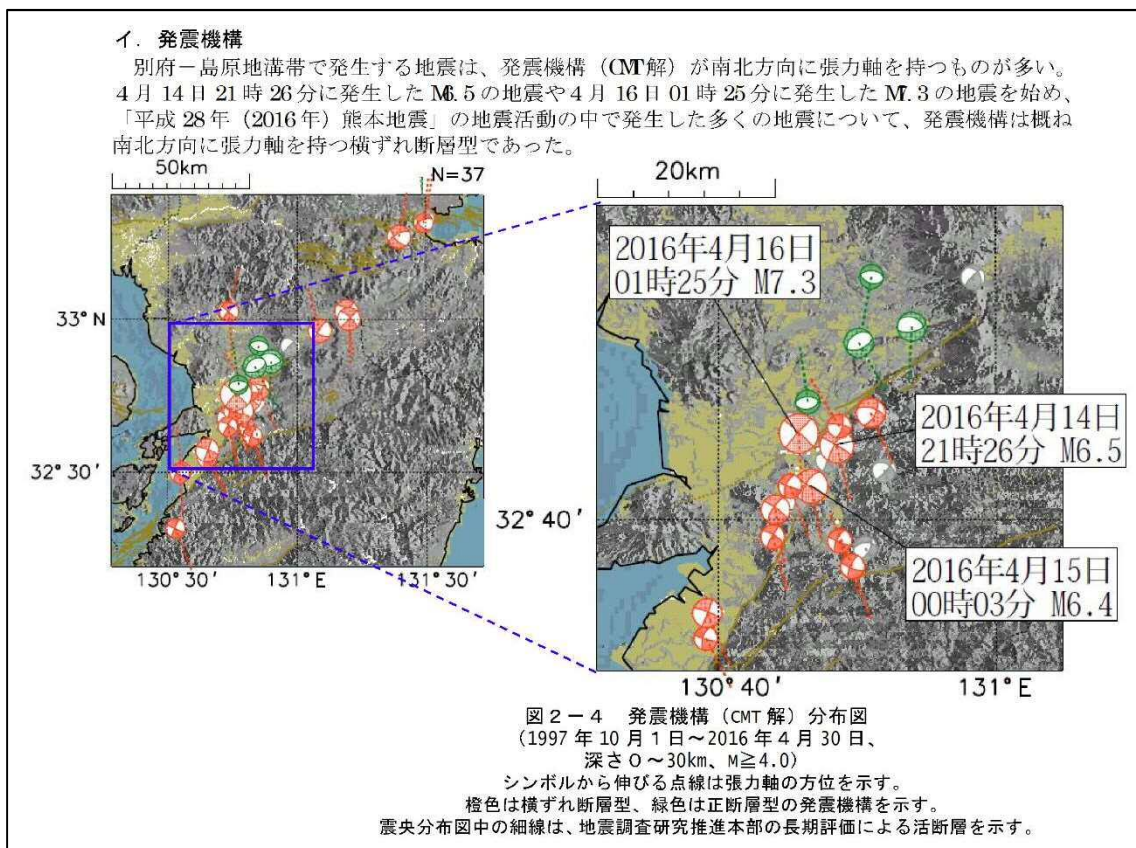 イ．発震機構
別府－島原地溝帯で発生する地震は、発震機構（CMT解）が南北方向に張力軸を持つものが多い。
4月14日21時26分に発生したM6.5の地震や4月16日01時25分に発生したM7.3の地震を始め、
「平成28年（2016年）熊本地震」の地震活動の中で発生した多くの地震について、発震機構は概ね
南北方向に張力軸を持つ横ずれ断層型であった。
50km
N=37
33°N
32°30'
130°30'
131°E
131°30'
20km
2016年4月16日
01時25分 M7.3
2016年4月14日
21時26分 M6.5
2016年4月15日
00時03分 M6.4
32°40'
130°40'
131°E
図２－４　発震機構（CMT解）分布図
（1997年10月1日～2016年4月30日、
深さ０～30km、M≧4.0）
シンボルから伸びる点線は張力軸の方位を示す。
橙色は横ずれ断層型、緑色は正断層型の発震機構を示す。
震央分布図中の細線は、地震調査研究推進本部の長期評価による活断層を示す。